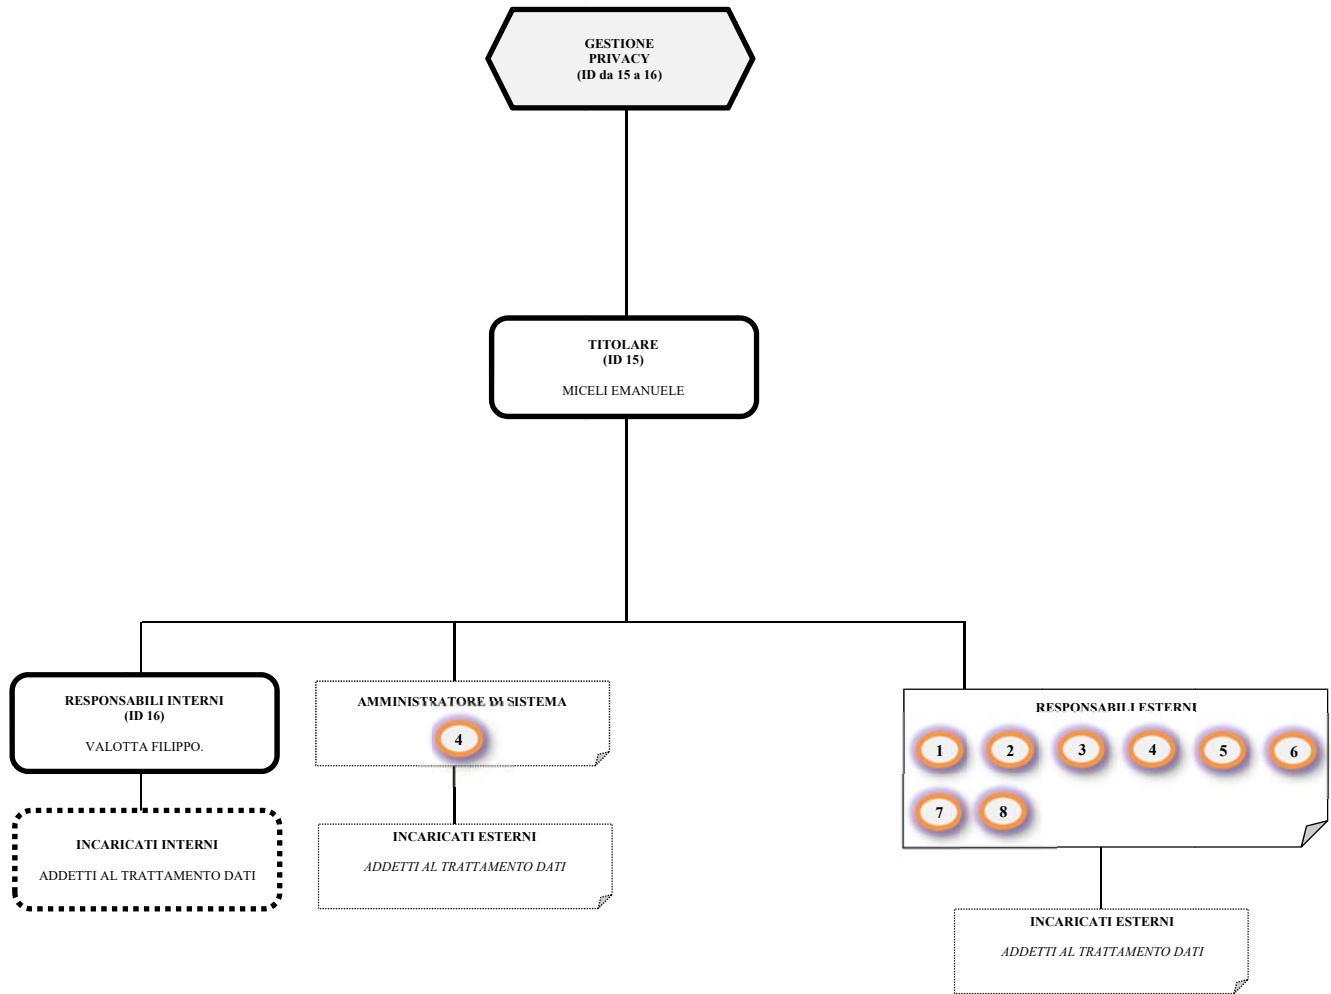 GESTIONE
PRIVACY
(ID da 15 a 16)
TITOLARE
(ID 15)
MICELI EMANUELE
RESPONSABILI INTERNI
(ID 16)
VALOTTA FILIPPO.
INCARICATI INTERNI
ADDETTI AL TRATTAMENTO DATI
AMMINISTRATORE DI SISTEMA
4
INCARICATI ESTERNI
ADDETTI AL TRATTAMENTO DATI
RESPONSABILI ESTERNI
1 2 3 4 5 6
7 8
INCARICATI ESTERNI
ADDETTI AL TRATTAMENTO DATI